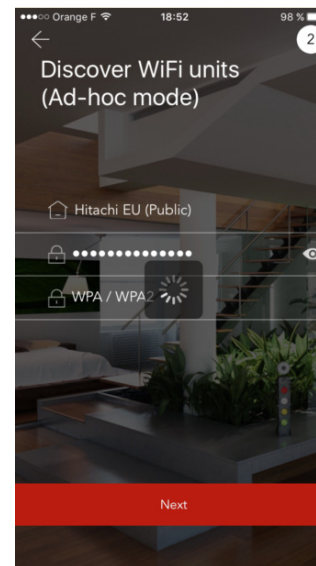 ●●●○○ Orange F 18:52 98 %
2
Discover WiFi units
(Ad-hoc mode)
Hitachi EU (Public)
●●●●●●●●●●●●●●
WPA / WPA2
Next